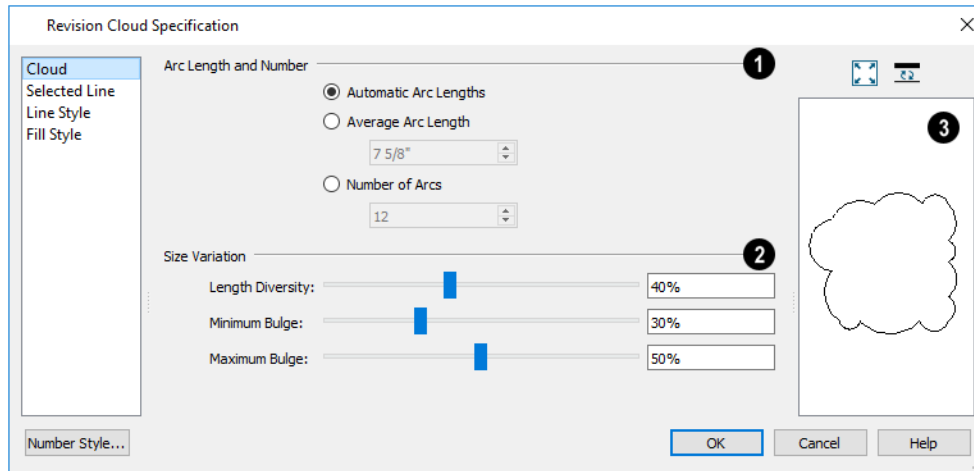 Revision Cloud Specification
Cloud
Selected Line
Line Style
Fill Style
Arc Length and Number
1
Automatic Arc Lengths
Average Arc Length
7 5/8"
Number of Arcs
12
Size Variation
2
Length Diversity:
40%
Minimum Bulge:
30%
Maximum Bulge:
50%
3
Number Style...
OK
Cancel
Help